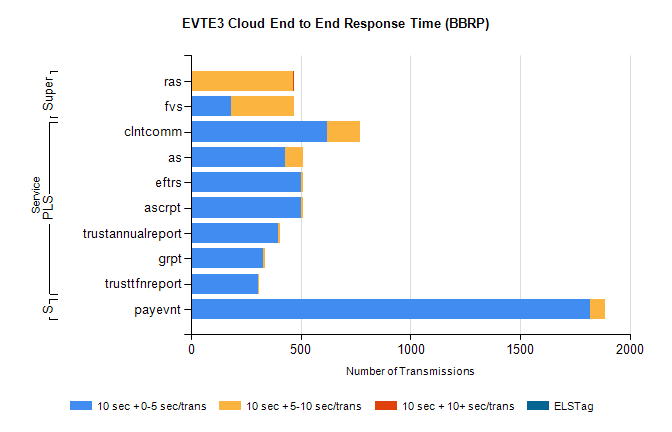 EVTE3 Cloud End to End Response Time (BBRP)
Service
Super
PLS
S
ras
fvs
clntcomm
as
eftrs
ascrpt
trustannualreport
grpt
trusttfnreport
payevnt
0 500 1000 1500 2000
Number of Transmissions
10 sec +0-5 sec/trans 10 sec +5-10 sec/trans 10 sec + 10+ sec/trans ELSTag